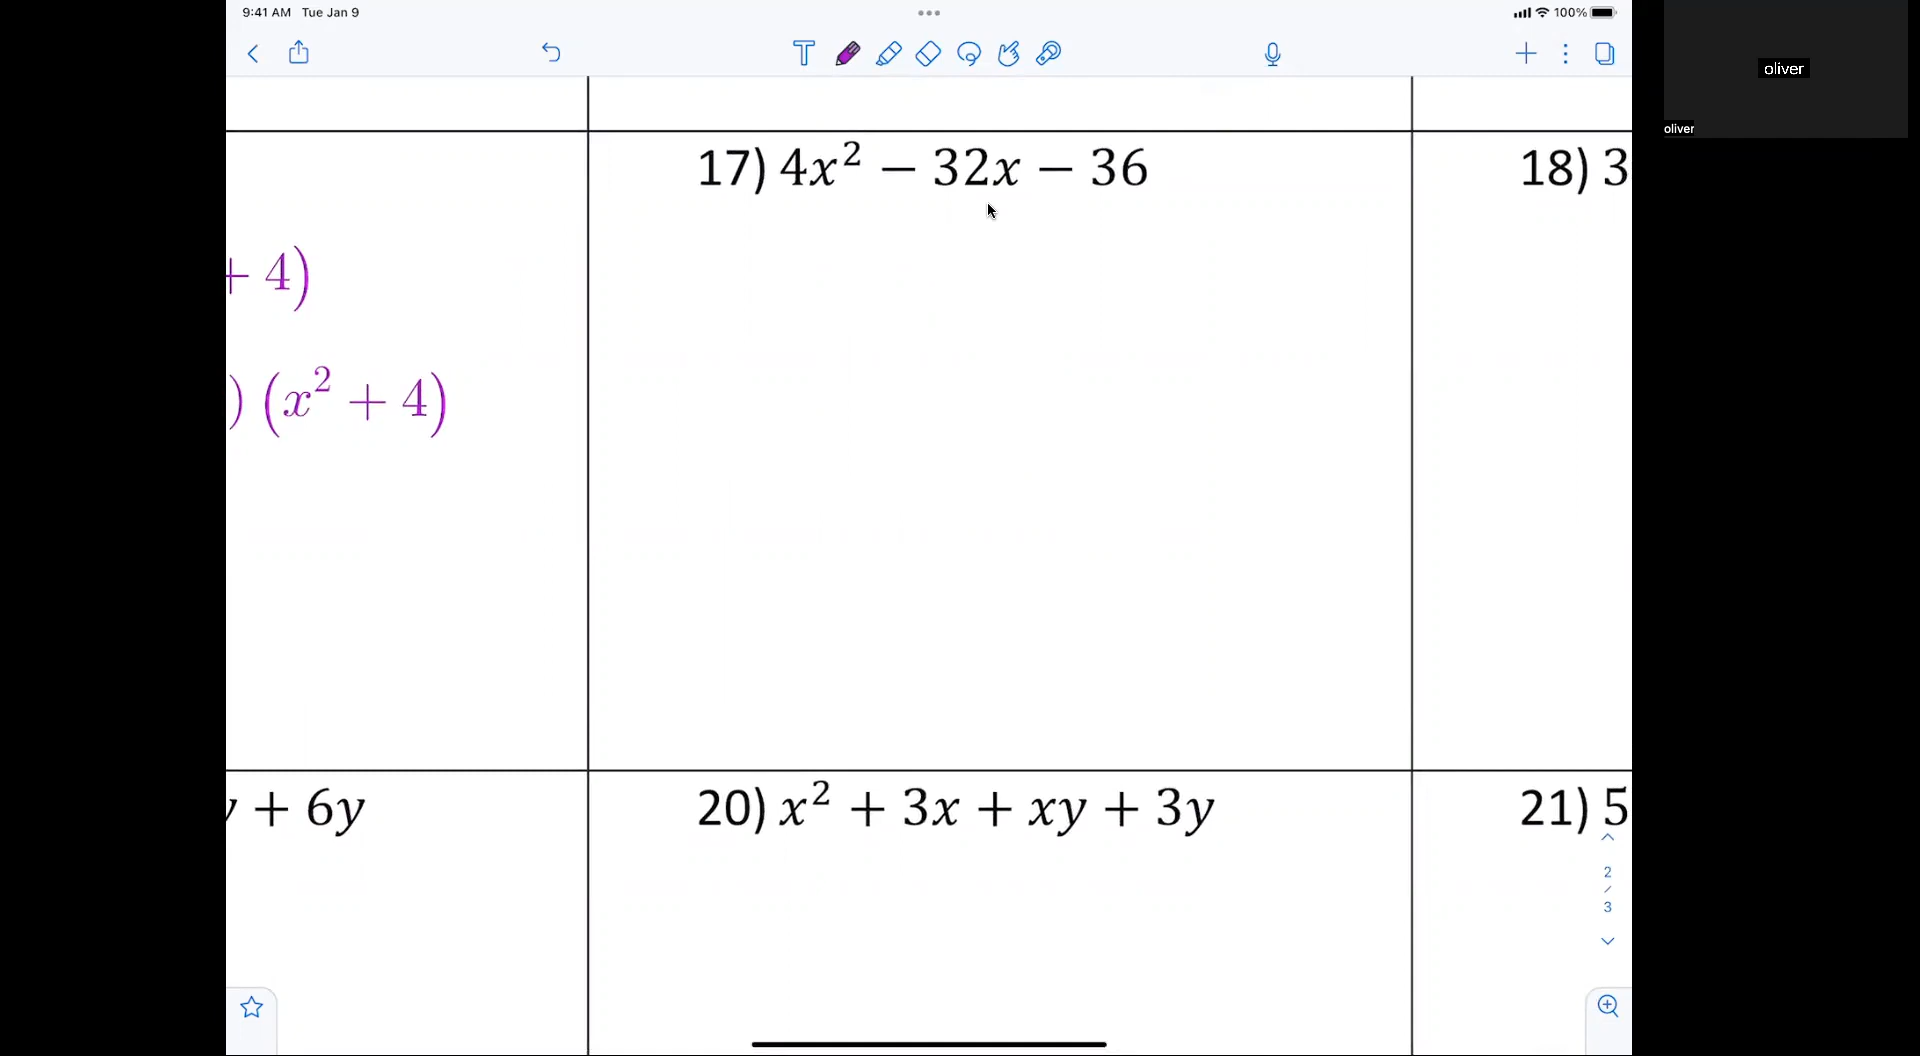 9:41 AM Tue Jan 9
100%
oliver
oliver
17) 4x² − 32x − 36
18) 3
+ 4)
) (x² + 4)
+ 6y
20) x² + 3x + xy + 3y
21) 5
2
/
3